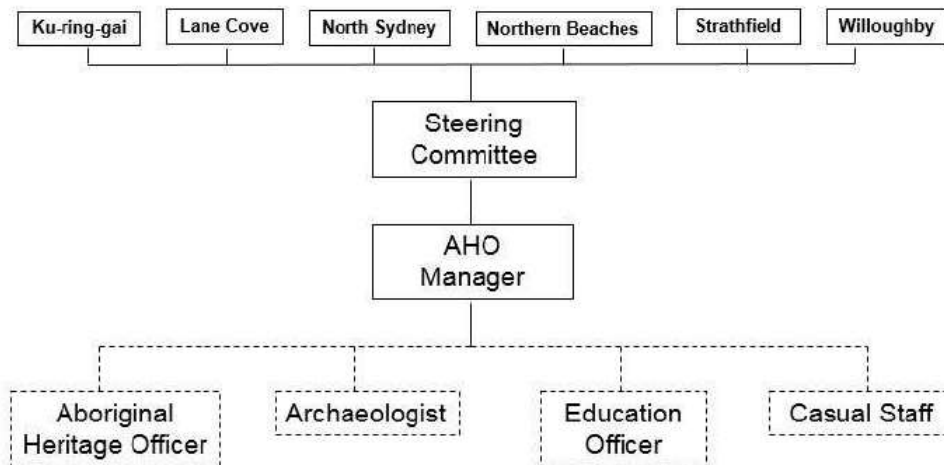 Ku-ring-gai
Lane Cove
North Sydney
Northern Beaches
Strathfield
Willoughby
Steering
Committee
AHO
Manager
Aboriginal
Heritage Officer
Archaeologist
Education
Officer
Casual Staff